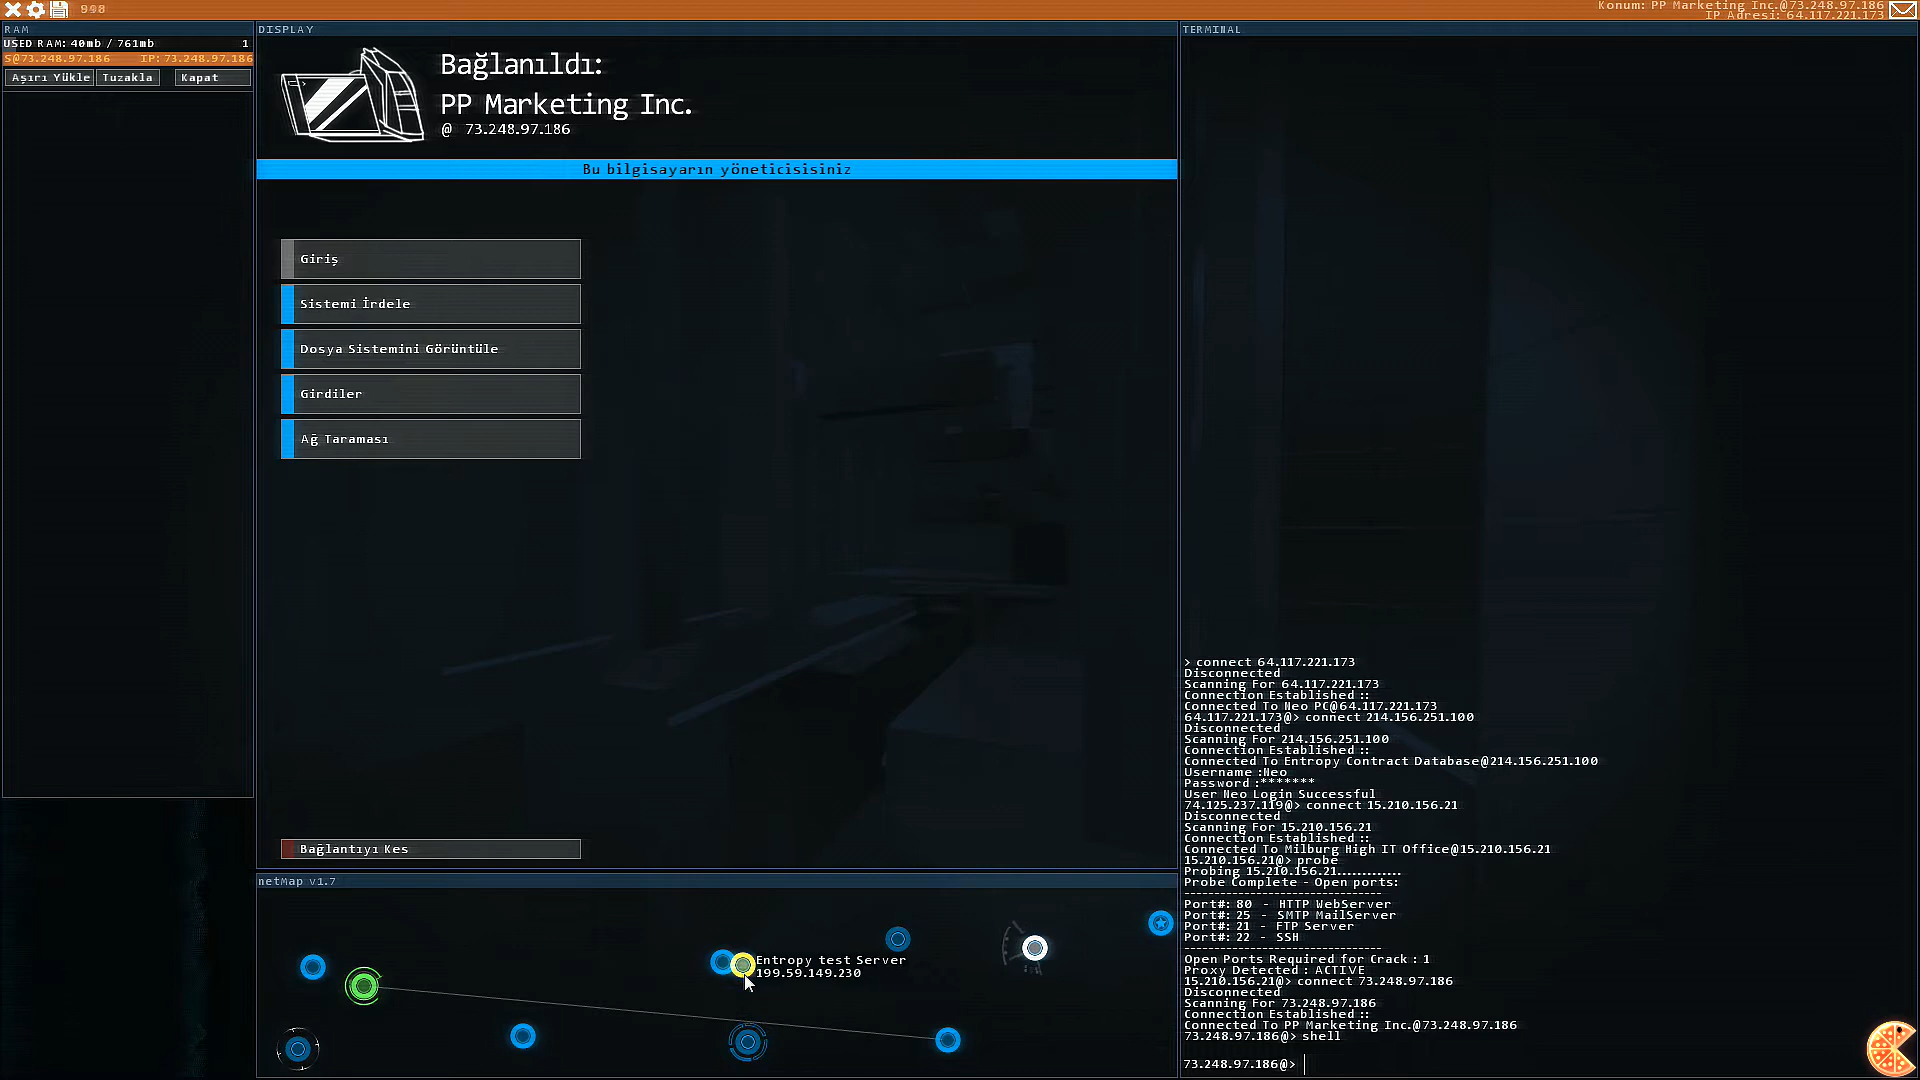 998
Konum: PP Marketing Inc.@73.248.97.186
IP Adresi: 64.117.221.173
RAM
USED RAM: 40mb / 761mb 1
S@73.248.97.186 IP: 73.248.97.186
Aşırı Yükle Tuzakla Kapat
DISPLAY
Bağlanıldı:
PP Marketing Inc.
@ 73.248.97.186
Bu bilgisayarın yöneticisisiniz
Giriş
Sistemi İrdele
Dosya Sistemini Görüntüle
Girdiler
Ağ Taraması
Bağlantıyı Kes
netMap v1.7
Entropy test Server
199.59.149.230
TERMINAL
> connect 64.117.221.173
Disconnected
Scanning For 64.117.221.173
Connection Established ::
Connected To Neo PC@64.117.221.173
64.117.221.173@> connect 214.156.251.100
Disconnected
Scanning For 214.156.251.100
Connection Established ::
Connected To Entropy Contract Database@214.156.251.100
Username :Neo
Password :*******
User Neo Login Successful
74.125.237.119@> connect 15.210.156.21
Disconnected
Scanning For 15.210.156.21
Connection Established ::
Connected To Milburg High IT Office@15.210.156.21
15.210.156.21@> probe
Probing 15.210.156.21.............
Probe Complete - Open ports:
---------------------------------
Port#: 80 - HTTP WebServer
Port#: 25 - SMTP MailServer
Port#: 21 - FTP Server
Port#: 22 - SSH
---------------------------------
Open Ports Required for Crack : 1
Proxy Detected : ACTIVE
15.210.156.21@> connect 73.248.97.186
Disconnected
Scanning For 73.248.97.186
Connection Established ::
Connected To PP Marketing Inc.@73.248.97.186
73.248.97.186@> shell
73.248.97.186@>